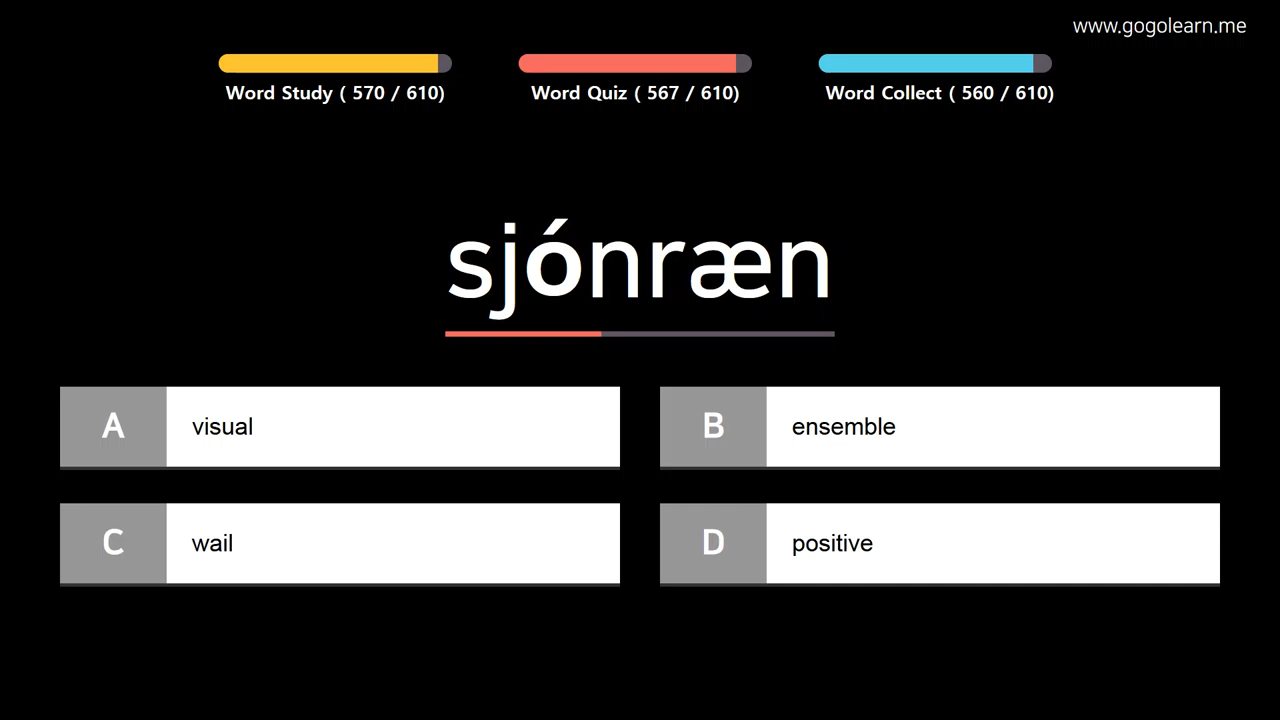 www.gogolearn.me
Word Study ( 570 / 610)
Word Quiz ( 567 / 610)
Word Collect ( 560 / 610)
sjónræn
A visual
B ensemble
C wail
D positive